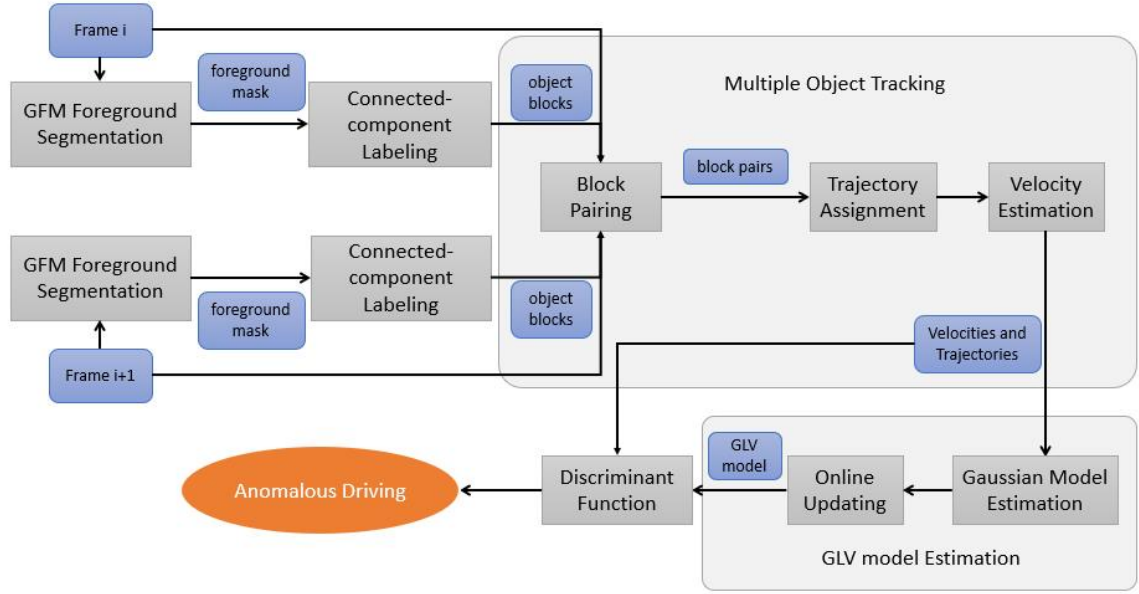 Frame i
foreground
mask
object
blocks
Multiple Object Tracking
GFM Foreground
Segmentation
Connected-
component
Labeling
block pairs
Block
Pairing
Trajectory
Assignment
Velocity
Estimation
GFM Foreground
Segmentation
Connected-
component
Labeling
foreground
mask
object
blocks
Velocities and
Trajectories
Frame i+1
GLV
model
Anomalous Driving
Discriminant
Function
Online
Updating
Gaussian Model
Estimation
GLV model Estimation